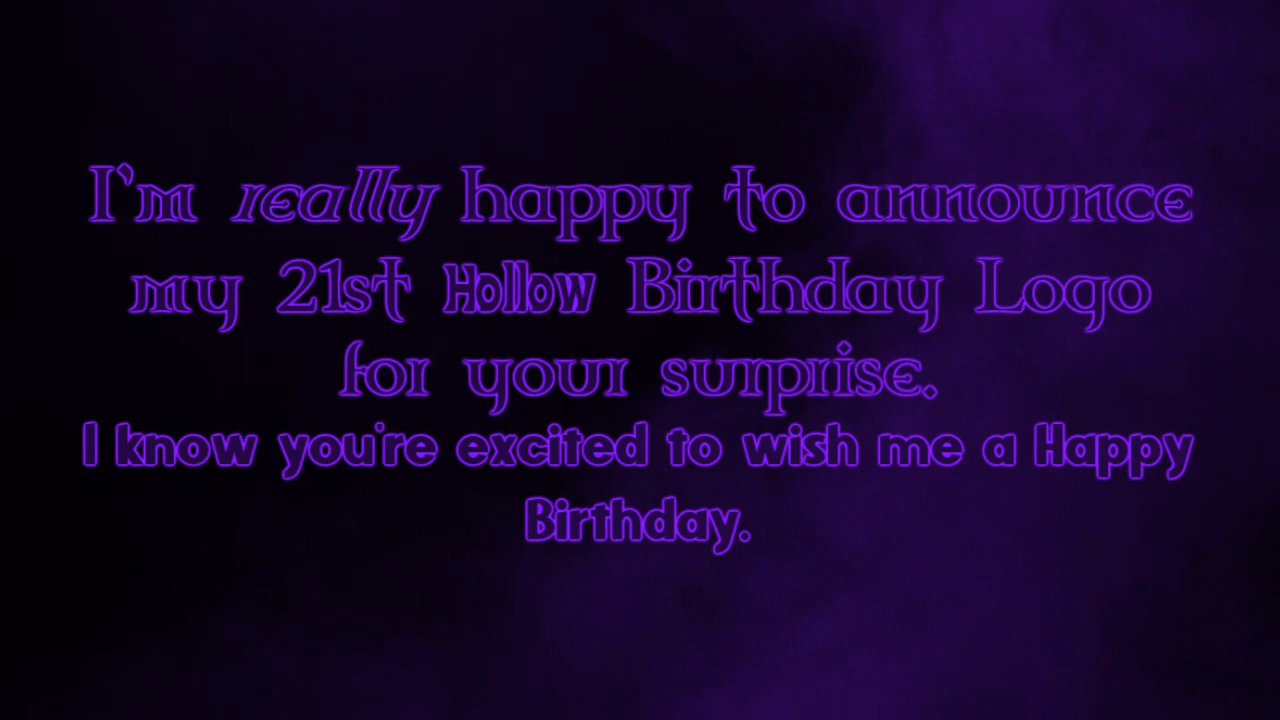 I'm really happy to announce
my 21st Hollow Birthday Logo
for your surprise.
I know you're excited to wish me a Happy
Birthday.